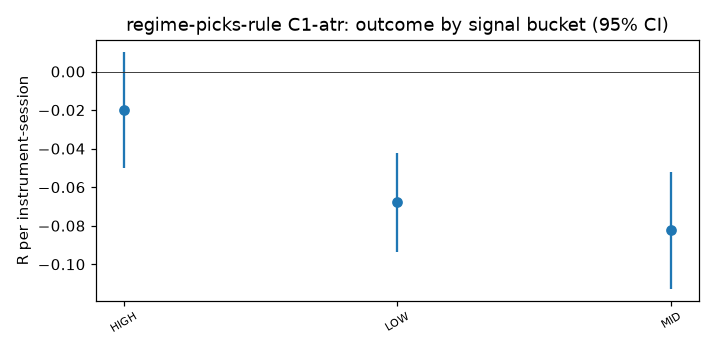 regime-picks-rule C1-atr: outcome by signal bucket (95% CI)
R per instrument-session
0.00
−0.02
−0.04
−0.06
−0.08
−0.10
HIGH
LOW
MID